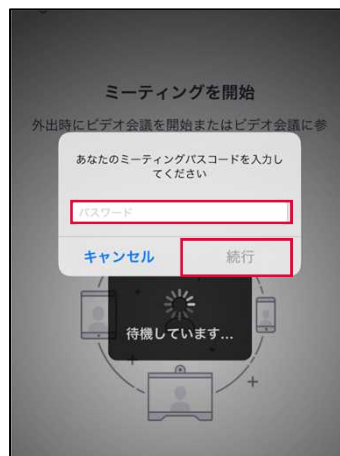 ミーティングを開始
外出時にビデオ会議を開始またはビデオ会議に参
あなたのミーティングパスコードを入力し
てください
パスワード
キャンセル
続行
待機しています...